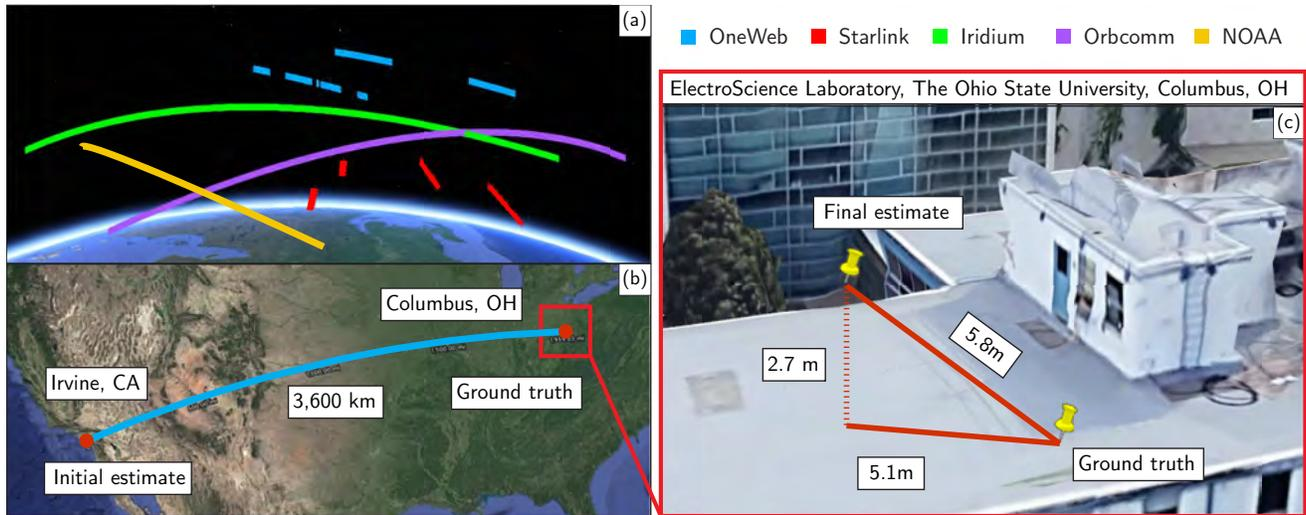 (a)
OneWeb Starlink Iridium Orbcomm NOAA
ElectroScience Laboratory, The Ohio State University, Columbus, OH
(c)
Final estimate
5.8m
2.7 m
5.1m
Ground truth
(b)
Columbus, OH
Irvine, CA
3,600 km
Ground truth
Initial estimate